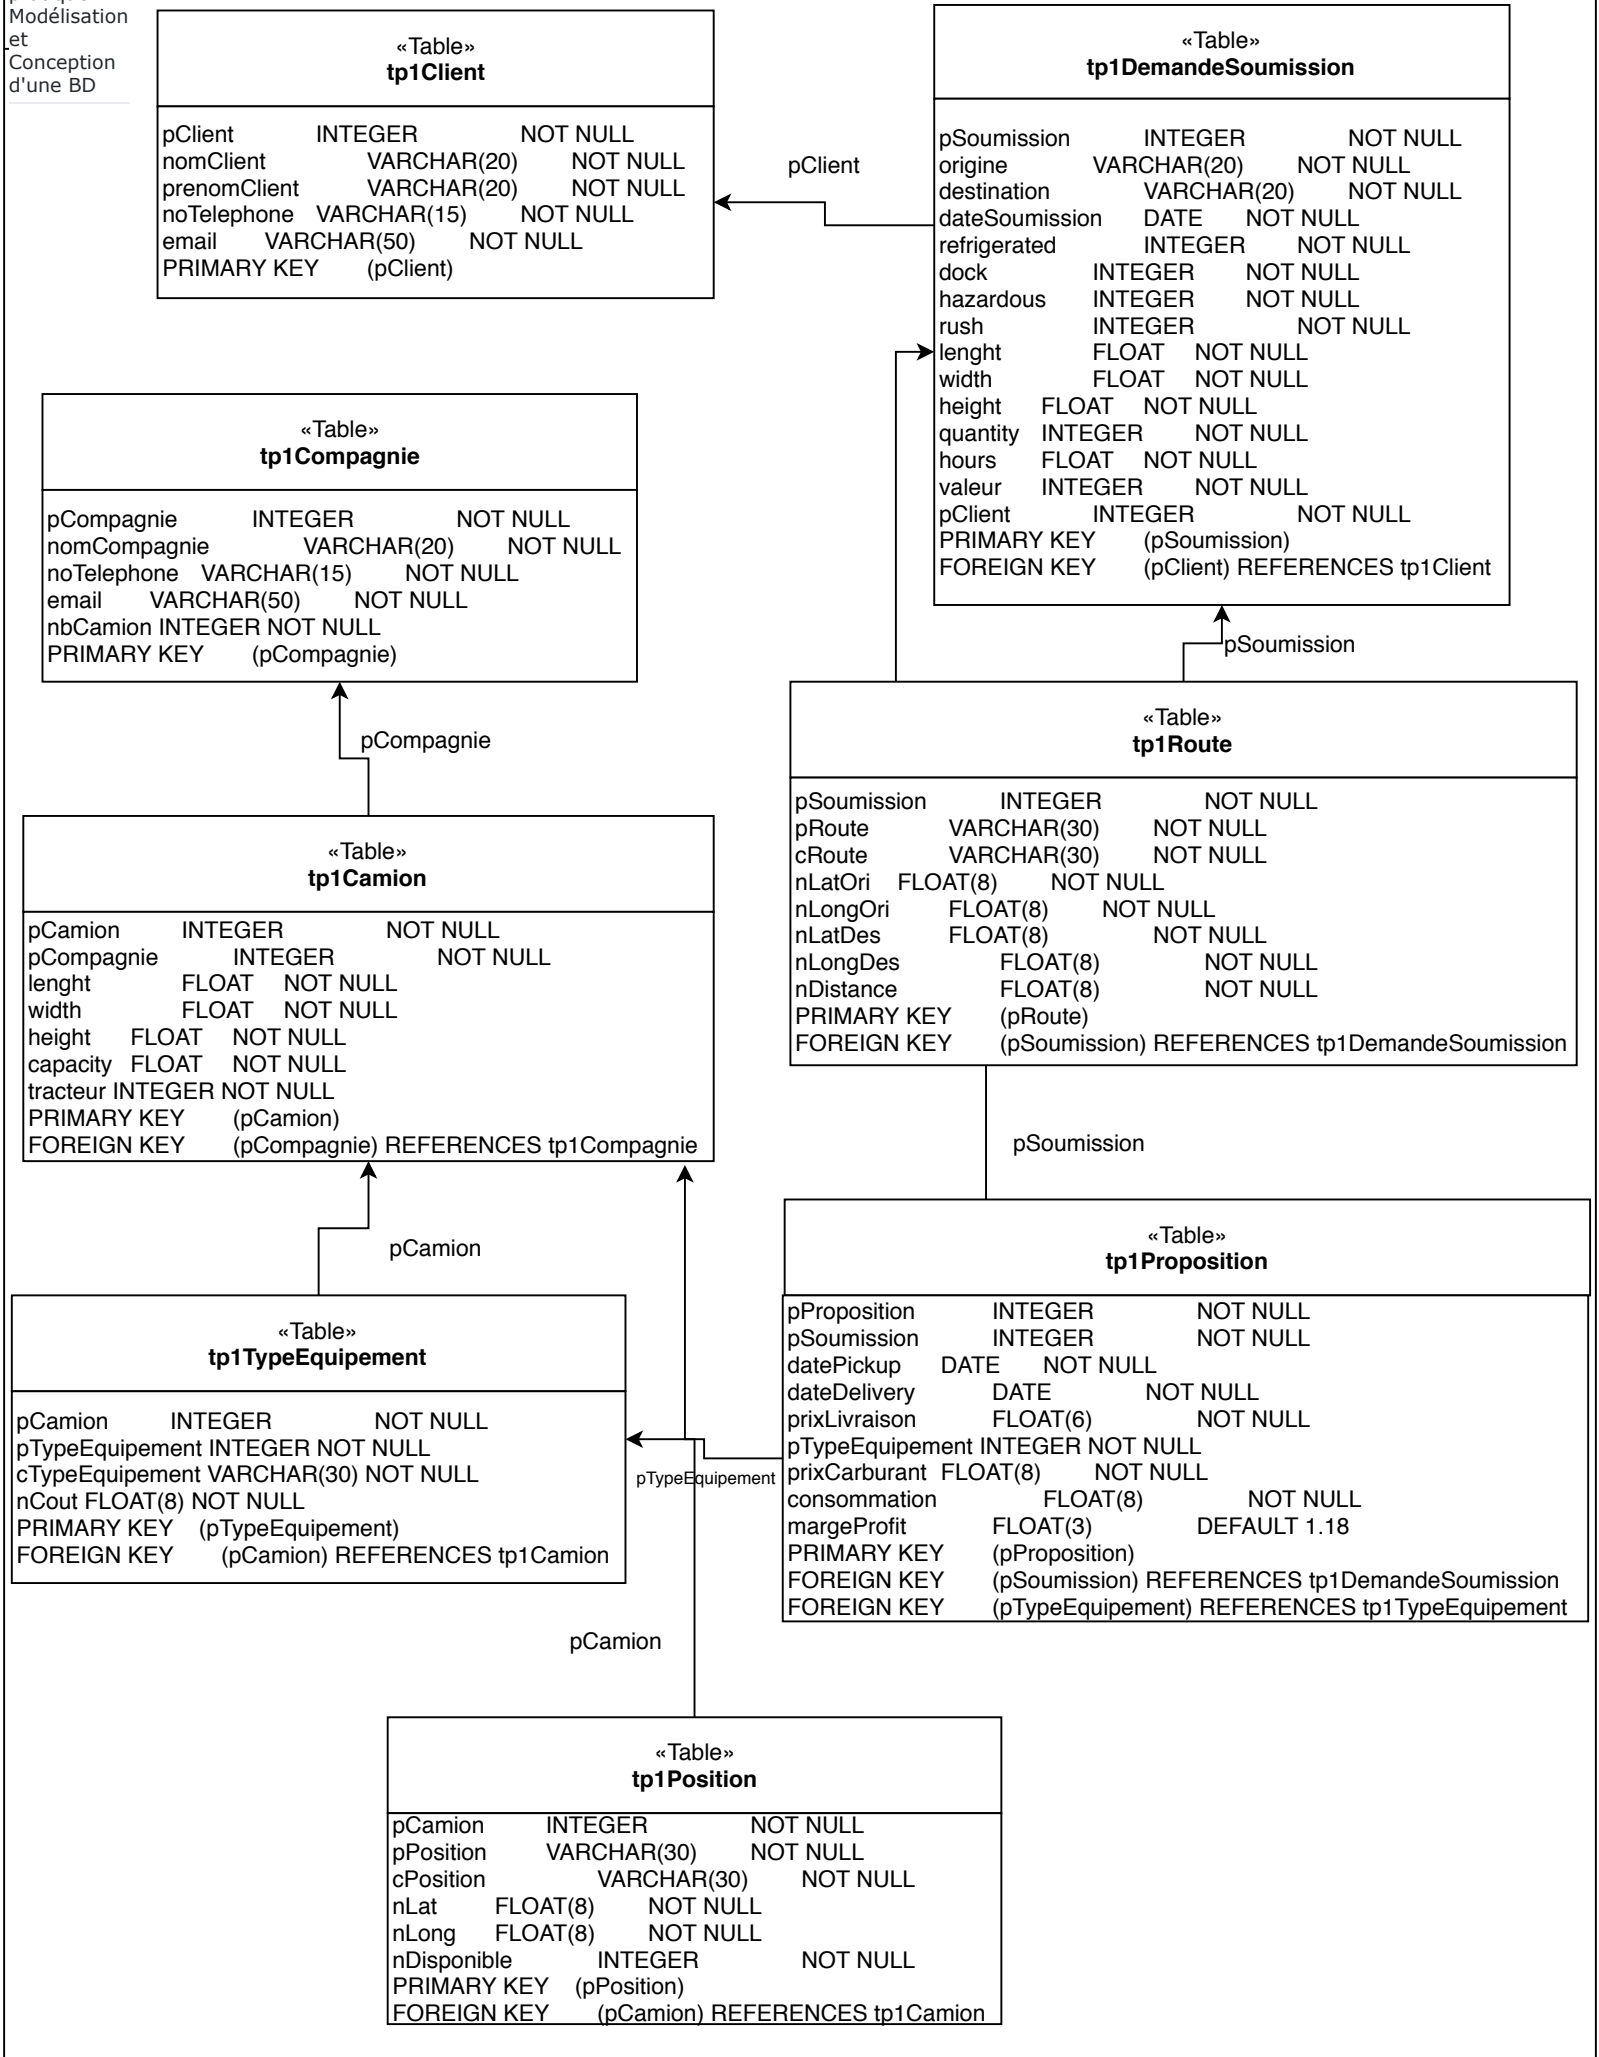 Modélisation
et
Conception
d'une BD
«Table»
tp1Client
pClient INTEGER NOT NULL
nomClient VARCHAR(20) NOT NULL
prenomClient VARCHAR(20) NOT NULL
noTelephone VARCHAR(15) NOT NULL
email VARCHAR(50) NOT NULL
PRIMARY KEY (pClient)
pClient
«Table»
tp1DemandeSoumission
pSoumission INTEGER NOT NULL
origine VARCHAR(20) NOT NULL
destination VARCHAR(20) NOT NULL
dateSoumission DATE NOT NULL
refrigerated INTEGER NOT NULL
dock INTEGER NOT NULL
hazardous INTEGER NOT NULL
rush INTEGER NOT NULL
lenght FLOAT NOT NULL
width FLOAT NOT NULL
height FLOAT NOT NULL
quantity INTEGER NOT NULL
hours FLOAT NOT NULL
valeur INTEGER NOT NULL
pClient INTEGER NOT NULL
PRIMARY KEY (pSoumission)
FOREIGN KEY (pClient) REFERENCES tp1Client
«Table»
tp1Compagnie
pCompagnie INTEGER NOT NULL
nomCompagnie VARCHAR(20) NOT NULL
noTelephone VARCHAR(15) NOT NULL
email VARCHAR(50) NOT NULL
nbCamion INTEGER NOT NULL
PRIMARY KEY (pCompagnie)
pSoumission
pCompagnie
«Table»
tp1Route
pSoumission INTEGER NOT NULL
pRoute VARCHAR(30) NOT NULL
cRoute VARCHAR(30) NOT NULL
nLatOri FLOAT(8) NOT NULL
nLongOri FLOAT(8) NOT NULL
nLatDes FLOAT(8) NOT NULL
nLongDes FLOAT(8) NOT NULL
nDistance FLOAT(8) NOT NULL
PRIMARY KEY (pRoute)
FOREIGN KEY (pSoumission) REFERENCES tp1DemandeSoumission
«Table»
tp1Camion
pCamion INTEGER NOT NULL
pCompagnie INTEGER NOT NULL
lenght FLOAT NOT NULL
width FLOAT NOT NULL
height FLOAT NOT NULL
capacity FLOAT NOT NULL
tracteur INTEGER NOT NULL
PRIMARY KEY (pCamion)
FOREIGN KEY (pCompagnie) REFERENCES tp1Compagnie
pSoumission
pCamion
«Table»
tp1Proposition
pProposition INTEGER NOT NULL
pSoumission INTEGER NOT NULL
datePickup DATE NOT NULL
dateDelivery DATE NOT NULL
prixLivraison FLOAT(6) NOT NULL
pTypeEquipement INTEGER NOT NULL
prixCarburant FLOAT(8) NOT NULL
consommation FLOAT(8) NOT NULL
margeProfit FLOAT(3) DEFAULT 1.18
PRIMARY KEY (pProposition)
FOREIGN KEY (pSoumission) REFERENCES tp1DemandeSoumission
FOREIGN KEY (pTypeEquipement) REFERENCES tp1TypeEquipement
«Table»
tp1TypeEquipement
pCamion INTEGER NOT NULL
pTypeEquipement INTEGER NOT NULL
cTypeEquipement VARCHAR(30) NOT NULL
nCout FLOAT(8) NOT NULL
PRIMARY KEY (pTypeEquipement)
FOREIGN KEY (pCamion) REFERENCES tp1Camion
pTypeEquipement
pCamion
«Table»
tp1Position
pCamion INTEGER NOT NULL
pPosition VARCHAR(30) NOT NULL
cPosition VARCHAR(30) NOT NULL
nLat FLOAT(8) NOT NULL
nLong FLOAT(8) NOT NULL
nDisponible INTEGER NOT NULL
PRIMARY KEY (pPosition)
FOREIGN KEY (pCamion) REFERENCES tp1Camion